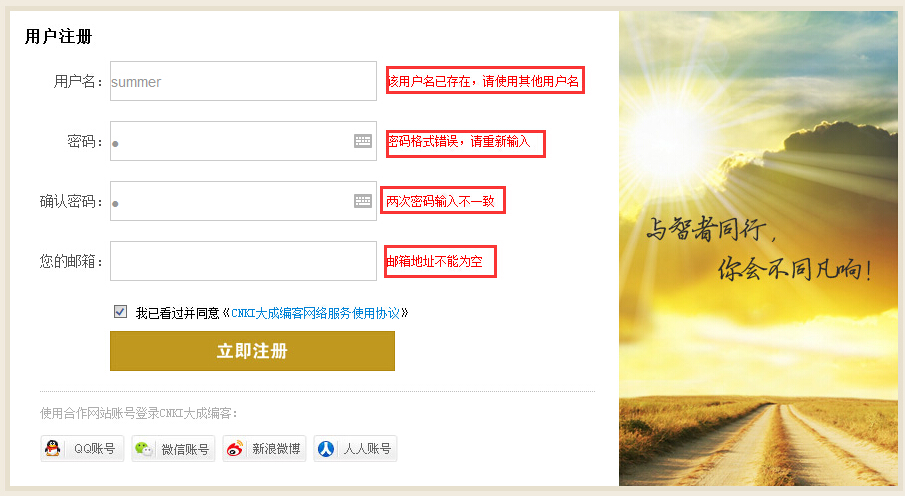 用户注册
用户名： summer 该用户名已存在，请使用其他用户名
密码： 密码格式错误，请重新输入
确认密码： 两次密码输入不一致
您的邮箱： 邮箱地址不能为空
与智者同行，
你会不同凡响！
我已看过并同意《CNKI大成编客网络服务使用协议》
立即注册
使用合作网站账号登录CNKI大成编客：
QQ账号 微信账号 新浪微博 人人账号